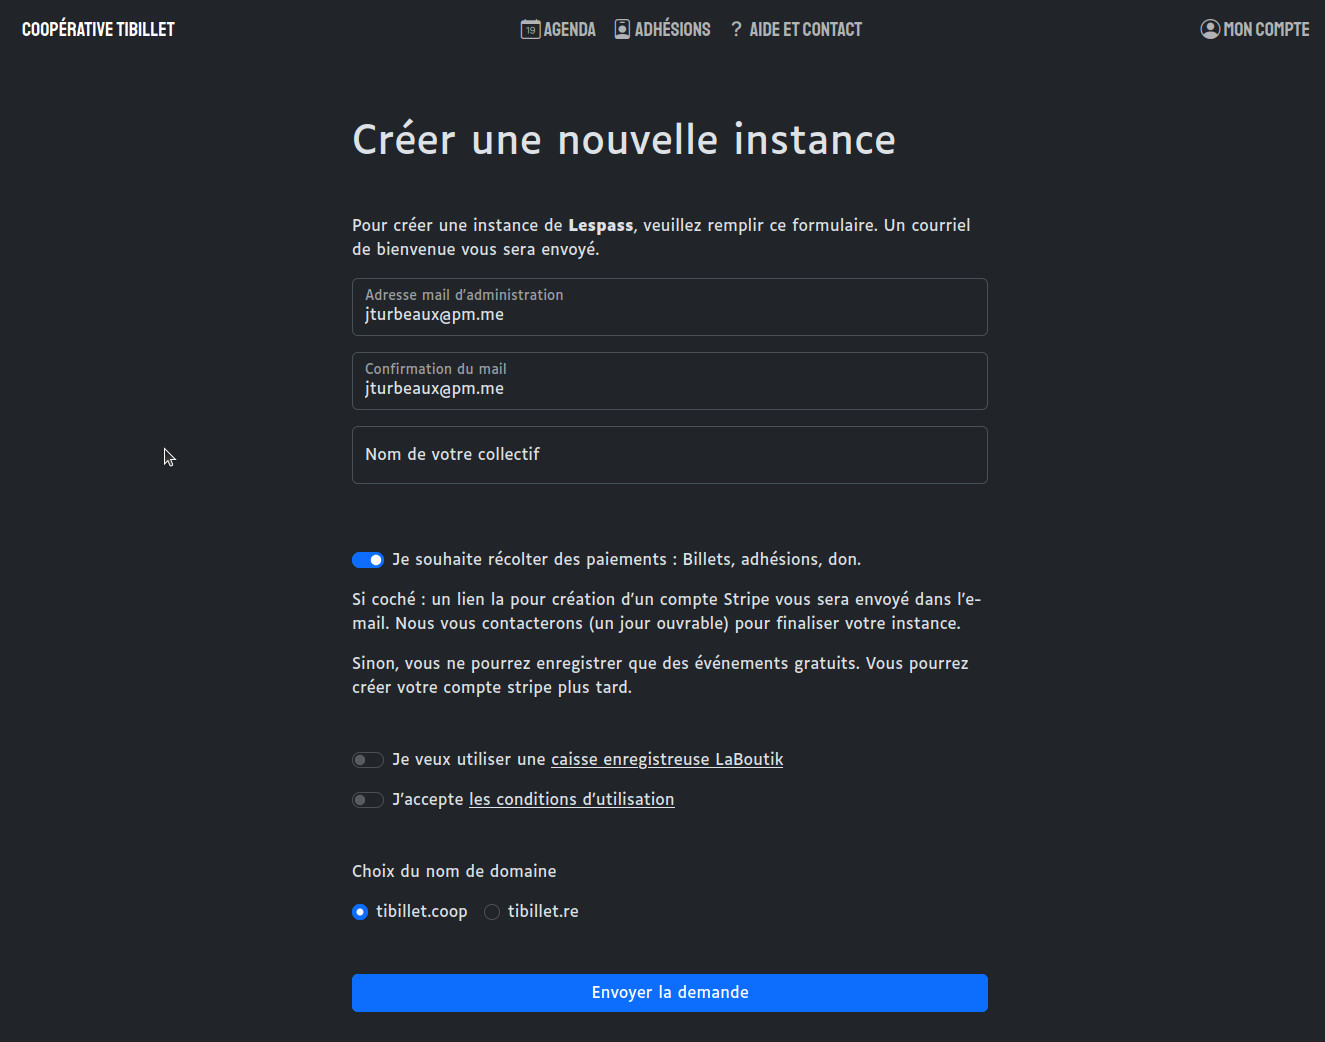 COOPÉRATIVE TIBILLET
19 AGENDA
ADHÉSIONS
? AIDE ET CONTACT
MON COMPTE
Créer une nouvelle instance
Pour créer une instance de Lespass, veuillez remplir ce formulaire. Un courriel
de bienvenue vous sera envoyé.
Adresse mail d'administration
jturbeaux@pm.me
Confirmation du mail
jturbeaux@pm.me
Nom de votre collectif
Je souhaite récolter des paiements : Billets, adhésions, don.
Si coché : un lien la pour création d'un compte Stripe vous sera envoyé dans l'e-
mail. Nous vous contacterons (un jour ouvrable) pour finaliser votre instance.
Sinon, vous ne pourrez enregistrer que des événements gratuits. Vous pourrez
créer votre compte stripe plus tard.
Je veux utiliser une caisse enregistreuse LaBoutik
J'accepte les conditions d'utilisation
Choix du nom de domaine
tibillet.coop
tibillet.re
Envoyer la demande